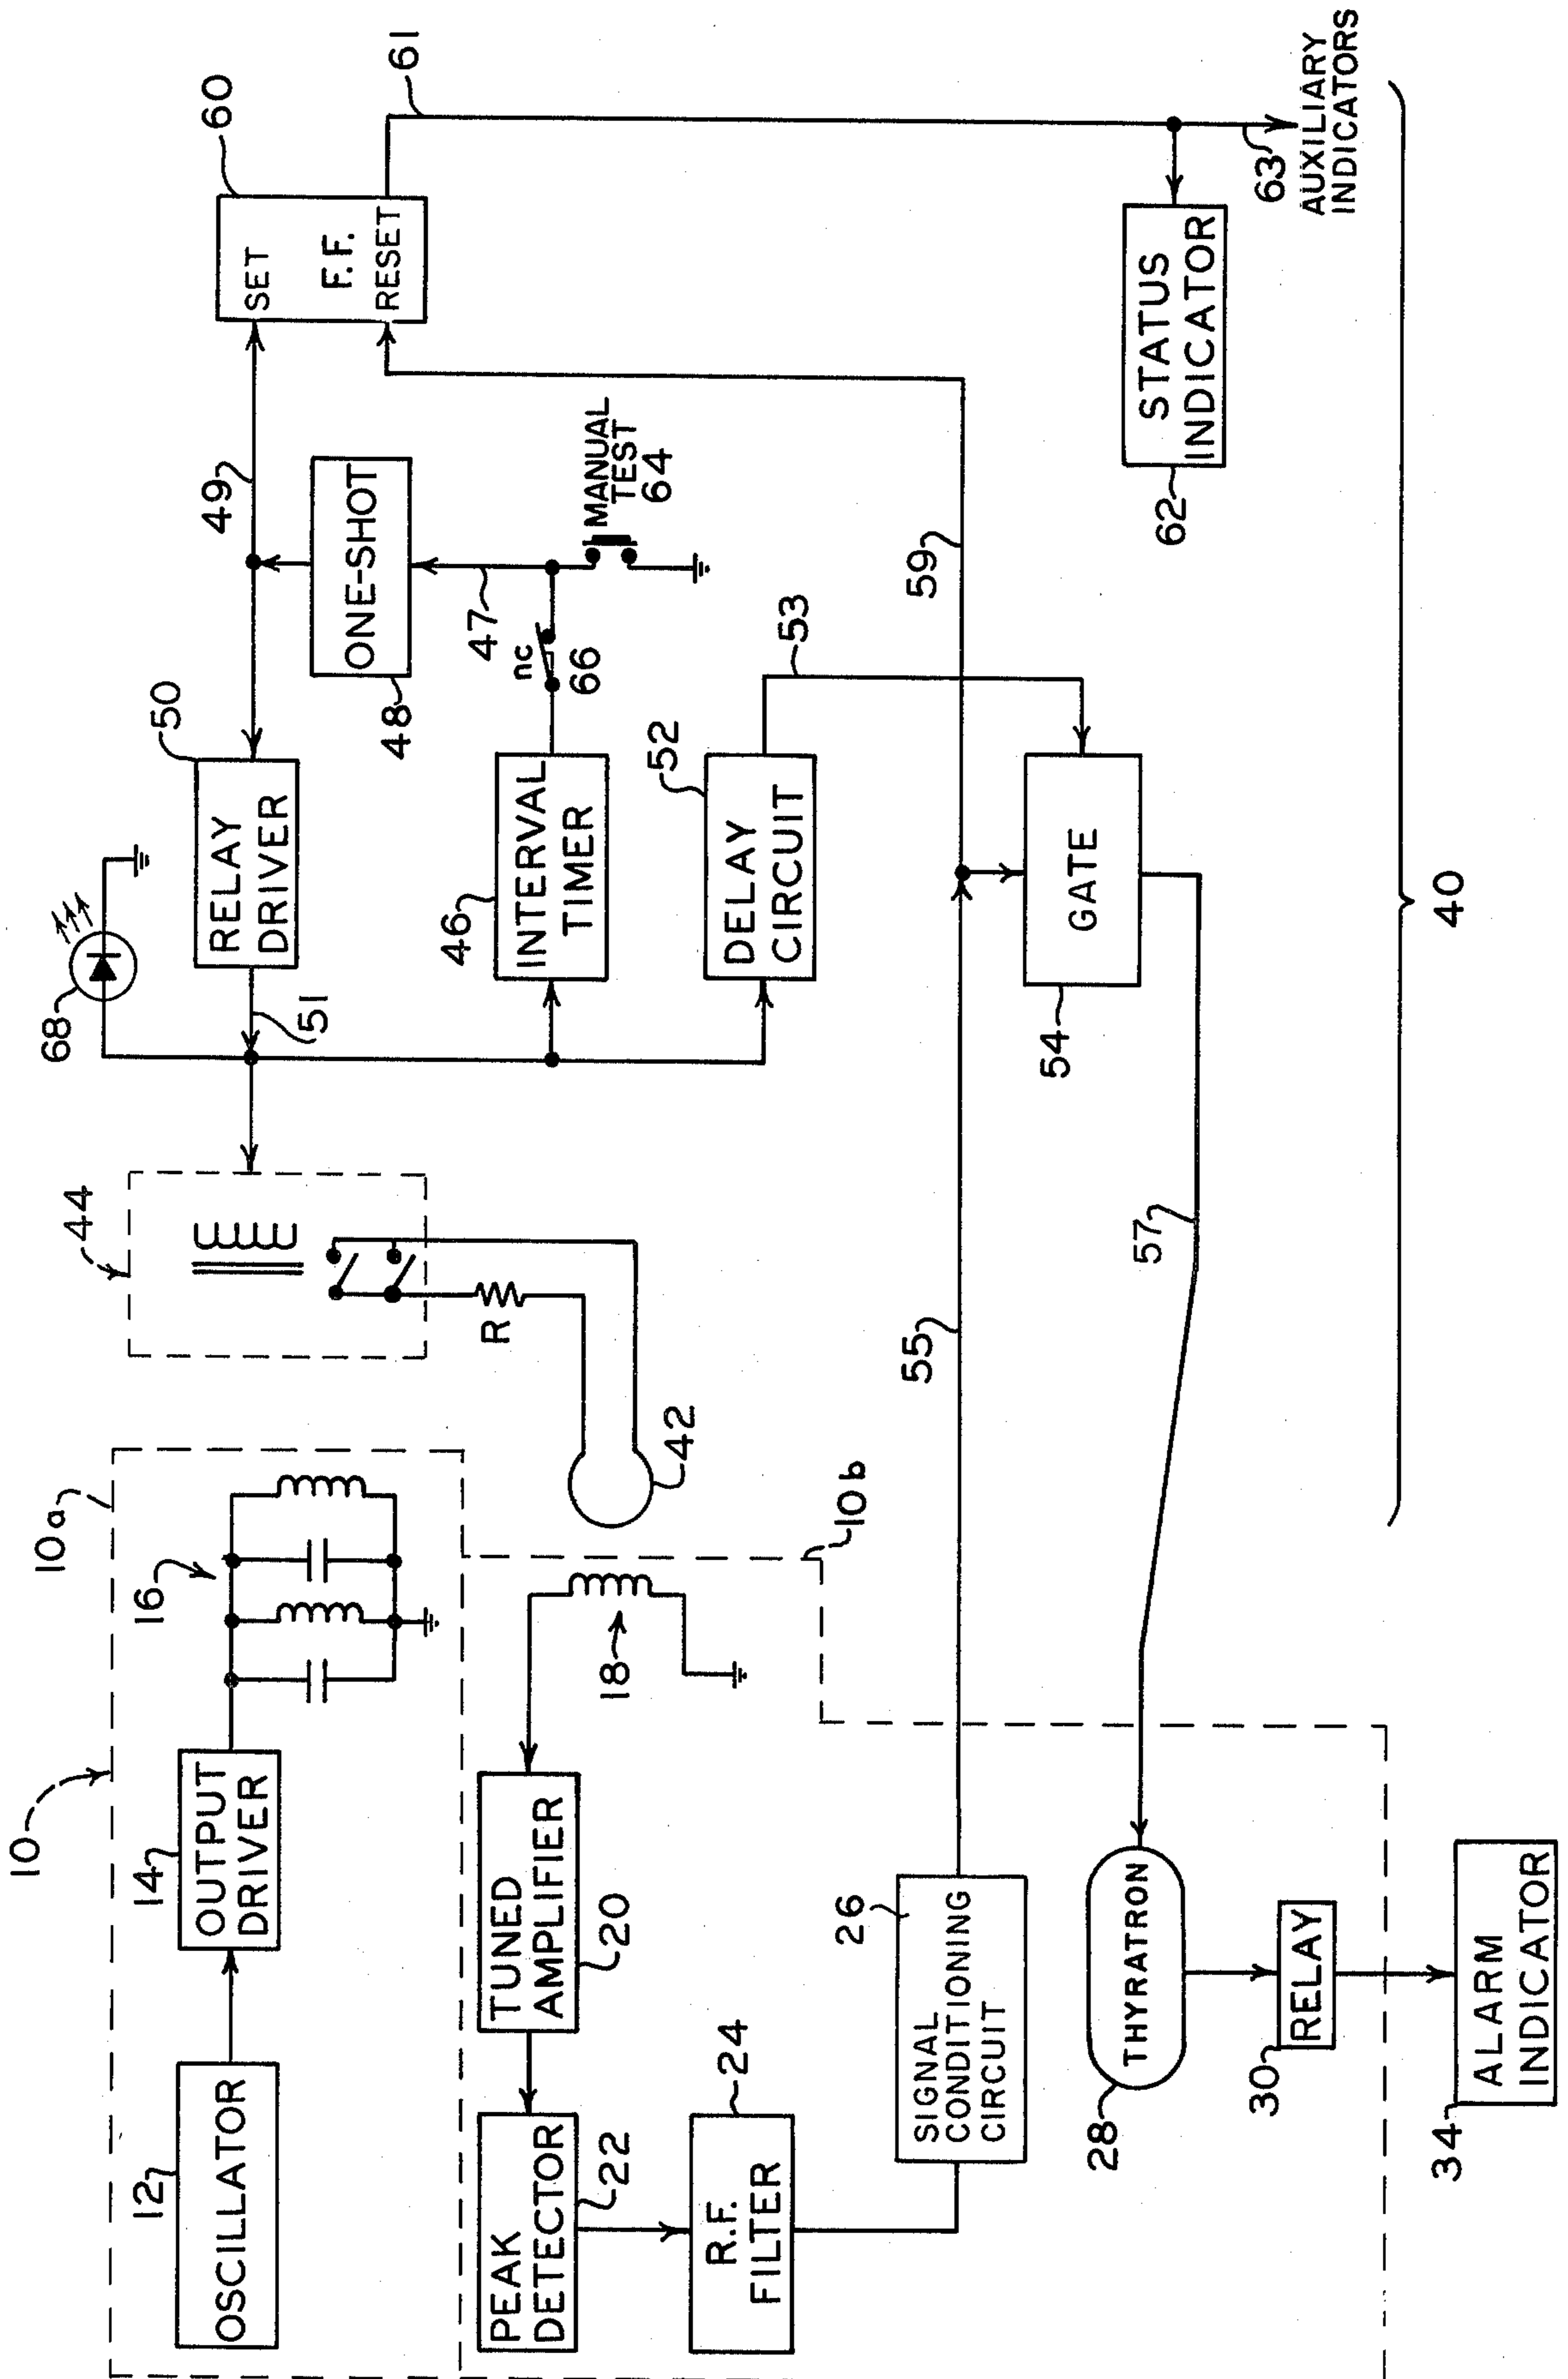 10
10a
12
OSCILLATOR
14
OUTPUT
DRIVER
16
44
R
42
68
50
RELAY
DRIVER
51
49
60
SET
F.F.
RESET
61
48
ONE-SHOT
47
nc
66
MANUAL
TEST
64
46
INTERVAL
TIMER
52
DELAY
CIRCUIT
53
PEAK
DETECTOR
22
TUNED
AMPLIFIER
20
18
10b
R.F.
FILTER
24
SIGNAL
CONDITIONING
CIRCUIT
26
55
59
GATE
54
57
STATUS
INDICATOR
62
63
AUXILIARY
INDICATORS
THYRATRON
28
RELAY
30
ALARM
INDICATOR
34
40